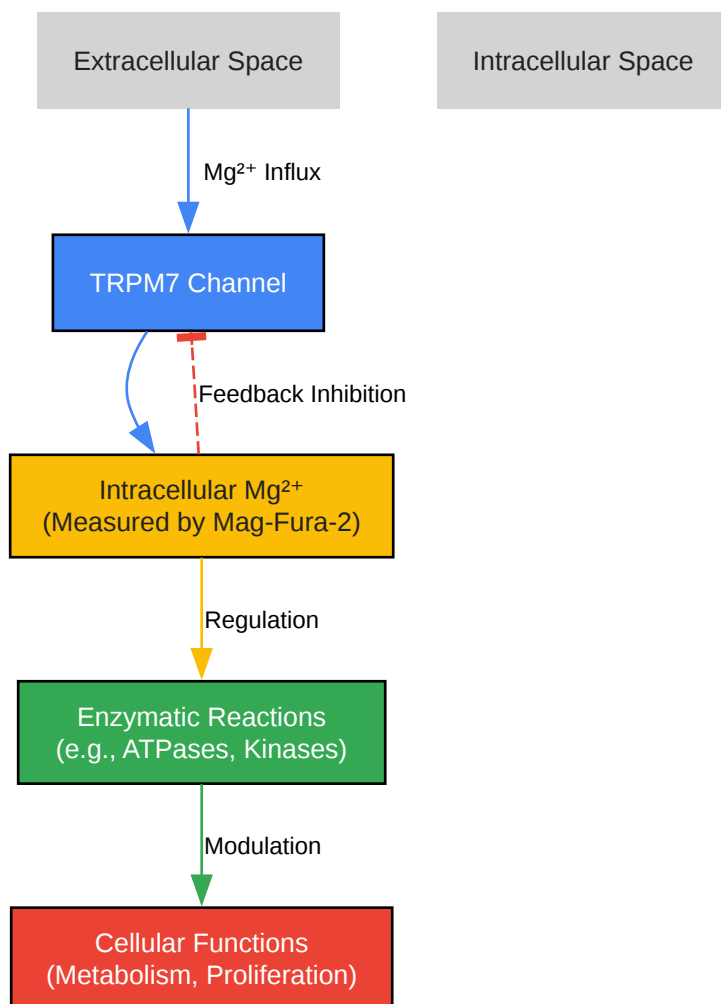 Extracellular Space
Intracellular Space
Mg²⁺ Influx
TRPM7 Channel
Feedback Inhibition
Intracellular Mg²⁺
(Measured by Mag-Fura-2)
Regulation
Enzymatic Reactions
(e.g., ATPases, Kinases)
Modulation
Cellular Functions
(Metabolism, Proliferation)